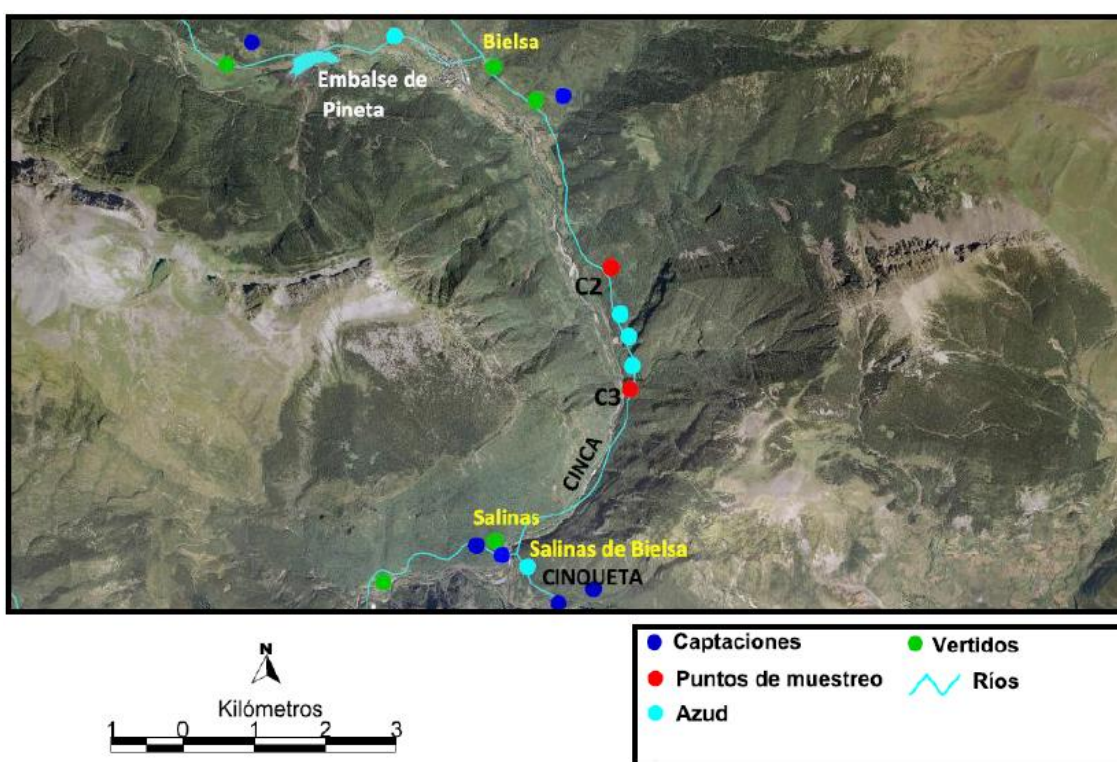 Bielsa
Embalse de
Pineta
C2
C3
CINCA
Salinas
Salinas de Bielsa
CINQUETA
N
Kilómetros
1 0 1 2 3
Captaciones
Vertidos
Puntos de muestreo
Ríos
Azud